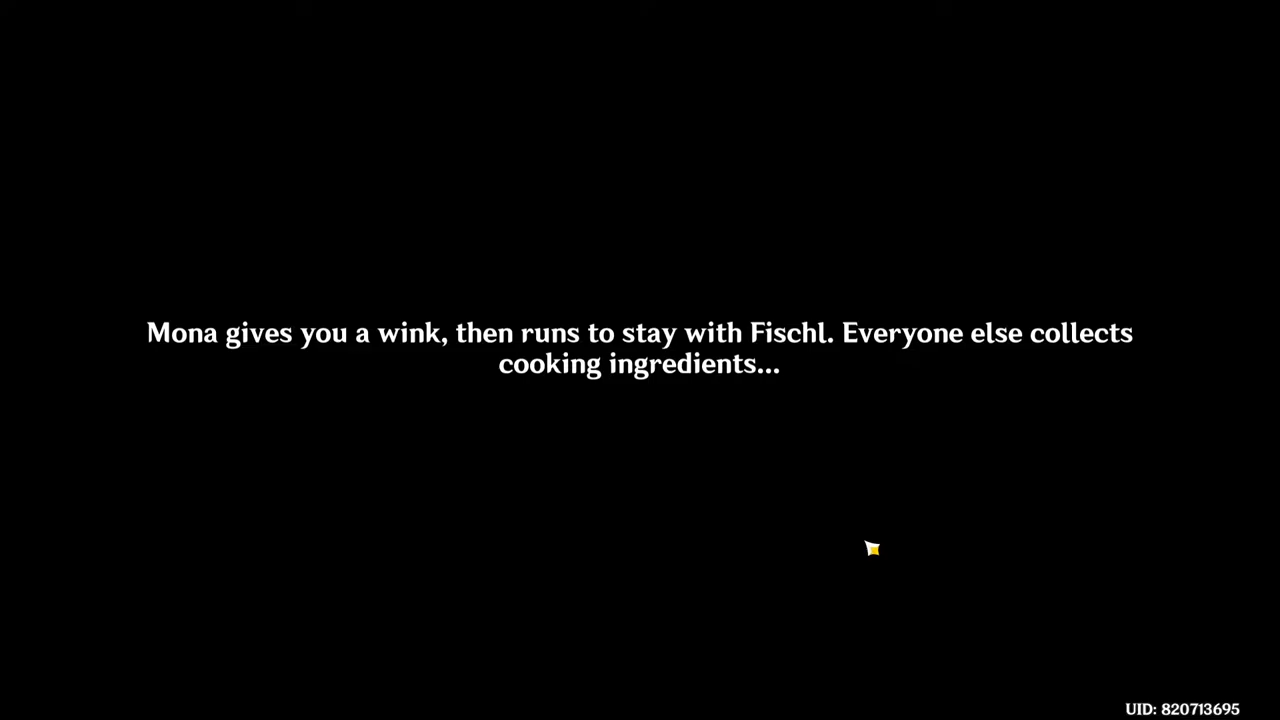 Mona gives you a wink, then runs to stay with Fischl. Everyone else collects
cooking ingredients...
UID: 820713695